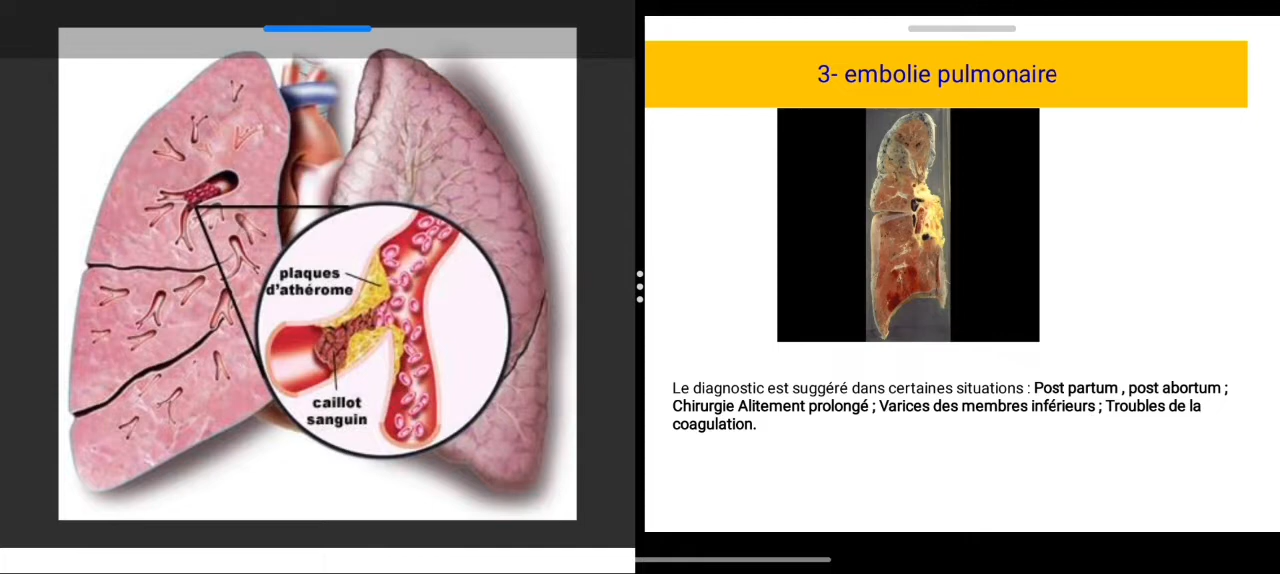 plaques
d'athérome
caillot
sanguin
3- embolie pulmonaire
Le diagnostic est suggéré dans certaines situations : Post partum , post abortum ;
Chirurgie Alitement prolongé ; Varices des membres inférieurs ; Troubles de la
coagulation.